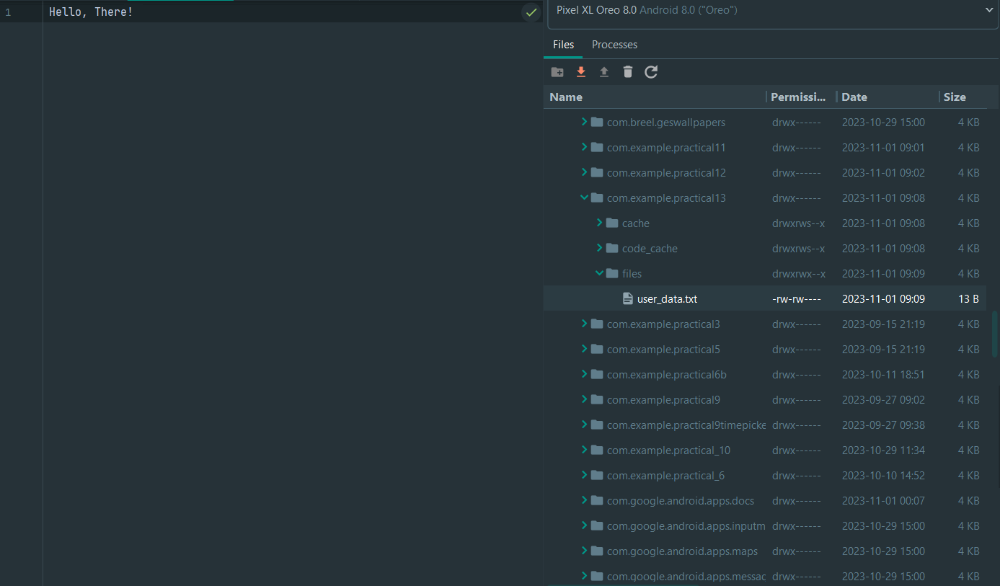 1 Hello, There!
Pixel XL Oreo 8.0 Android 8.0 ("Oreo")
Files Processes
Name Permissi... Date Size
com.breel.geswallpapers drwx------ 2023-10-29 15:00 4 KB
com.example.practical11 drwx------ 2023-11-01 09:01 4 KB
com.example.practical12 drwx------ 2023-11-01 09:02 4 KB
com.example.practical13 drwx------ 2023-11-01 09:08 4 KB
cache drwxrws--x 2023-11-01 09:08 4 KB
code_cache drwxrws--x 2023-11-01 09:08 4 KB
files drwxrwx--x 2023-11-01 09:09 4 KB
user_data.txt -rw-rw---- 2023-11-01 09:09 13 B
com.example.practical3 drwx------ 2023-09-15 21:19 4 KB
com.example.practical5 drwx------ 2023-09-15 21:19 4 KB
com.example.practical6b drwx------ 2023-10-11 18:51 4 KB
com.example.practical9 drwx------ 2023-09-27 09:02 4 KB
com.example.practical9timepicke drwx------ 2023-09-27 09:38 4 KB
com.example.practical_10 drwx------ 2023-10-29 11:34 4 KB
com.example.practical_6 drwx------ 2023-10-10 14:52 4 KB
com.google.android.apps.docs drwx------ 2023-11-01 00:07 4 KB
com.google.android.apps.inputm drwx------ 2023-10-29 15:00 4 KB
com.google.android.apps.maps drwx------ 2023-10-29 15:00 4 KB
com.google.android.apps.messac drwx------ 2023-10-29 15:00 4 KB